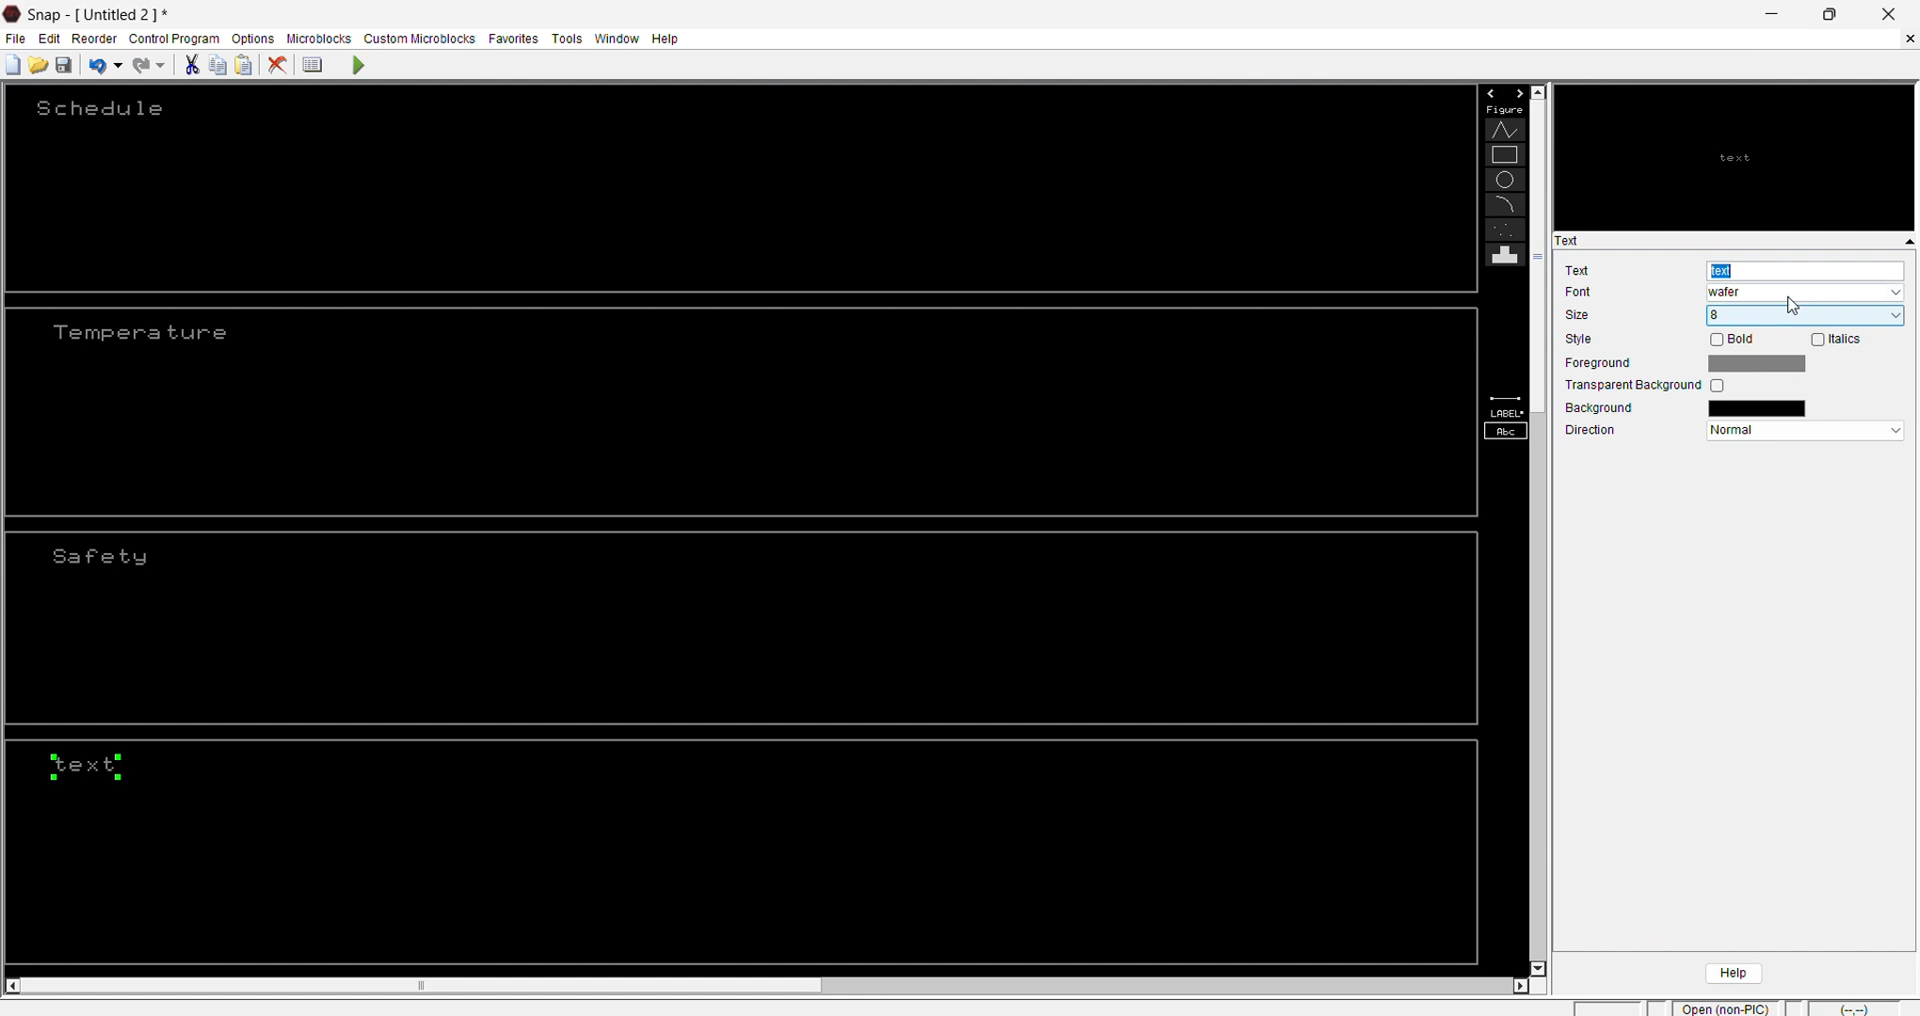 Snap - [ Untitled 2 ] *
File Edit Reorder Control Program Options Microblocks Custom Microblocks Favorites Tools Window Help
Schedule
Temperature
Safety
text
Figure
LABEL
Abc
text
Text
Text text
Font wafer
Size 8
Style Bold Italics
Foreground
Transparent Background
Background
Direction Normal
Help
Open (non-PIC) (--,--)